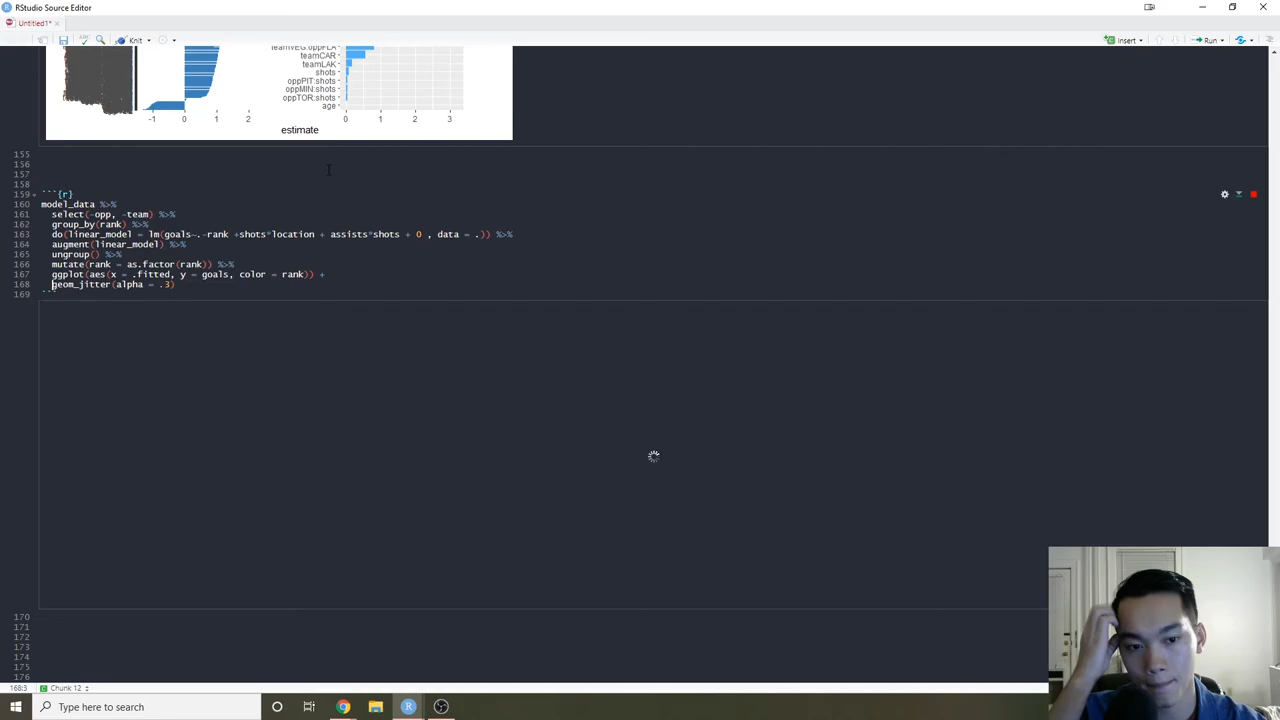 RStudio Source Editor
Untitled1*
Knit
Insert
Run
teamVEG:oppFLA
teamCAR
teamLAK
shots
oppPIT:shots
oppMIN:shots
oppTOR:shots
age
-1 0 1 2
0 1 2 3
estimate
155
156
157
158
159 ```{r}
160 model_data %>%
161 select(-opp, -team) %>%
162 group_by(rank) %>%
163 do(linear_model = lm(goals~.-rank +shots*location + assists*shots + 0 , data = .)) %>%
164 augment(linear_model) %>%
165 ungroup() %>%
166 mutate(rank = as.factor(rank)) %>%
167 ggplot(aes(x = .fitted, y = goals, color = rank)) +
168 geom_jitter(alpha = .3)
169 ```
170
171
172
173
174
175
176
168:3 Chunk 12
Type here to search